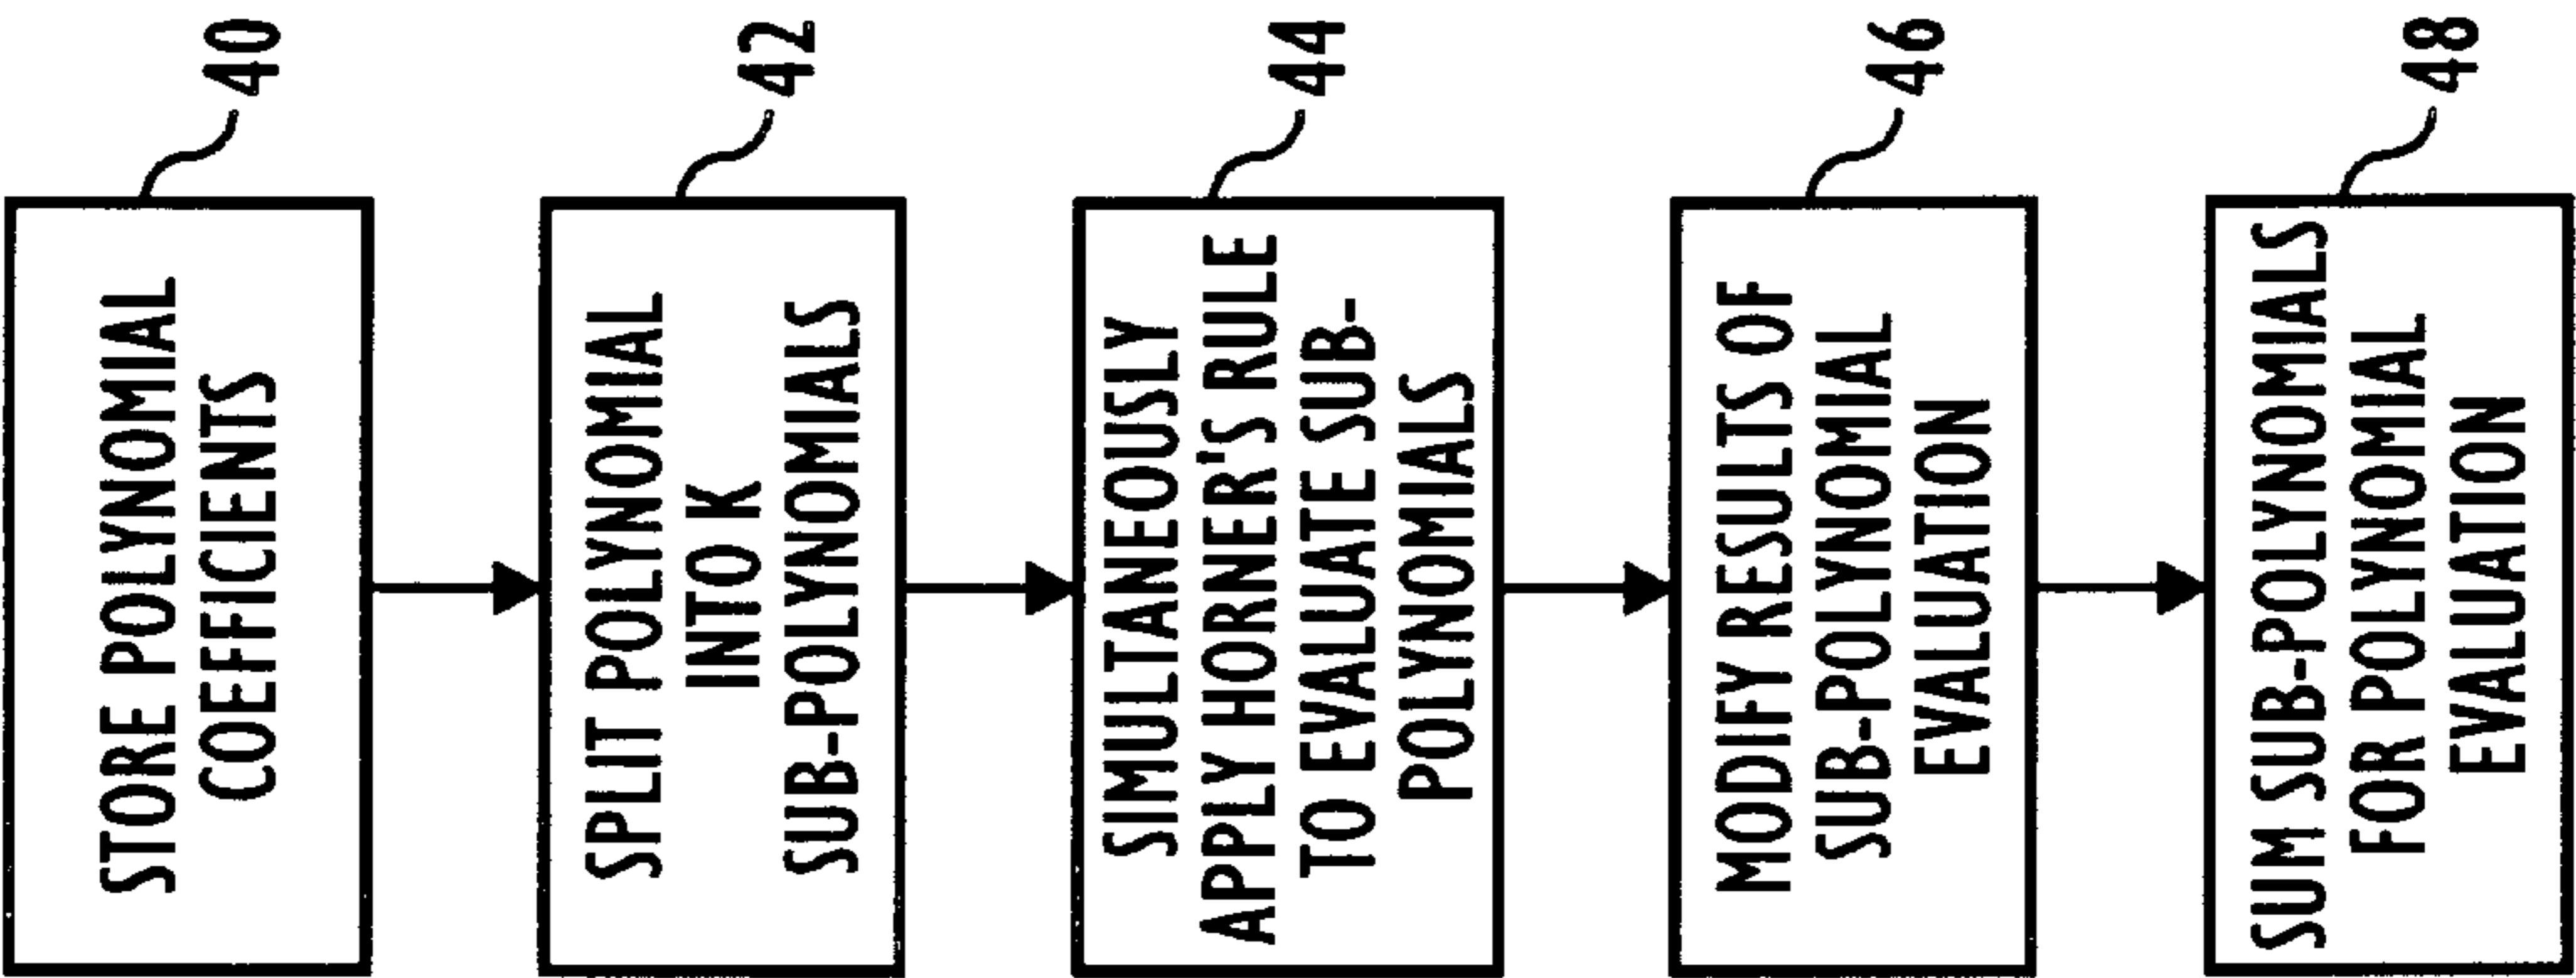 40
STORE POLYNOMIAL
COEFFICIENTS
42
SPLIT POLYNOMIAL
INTO K
SUB-POLYNOMIALS
44
SIMULTANEOUSLY
APPLY HORNER'S RULE
TO EVALUATE SUB-
POLYNOMIALS
46
MODIFY RESULTS OF
SUB-POLYNOMIAL
EVALUATION
48
SUM SUB-POLYNOMIALS
FOR POLYNOMIAL
EVALUATION